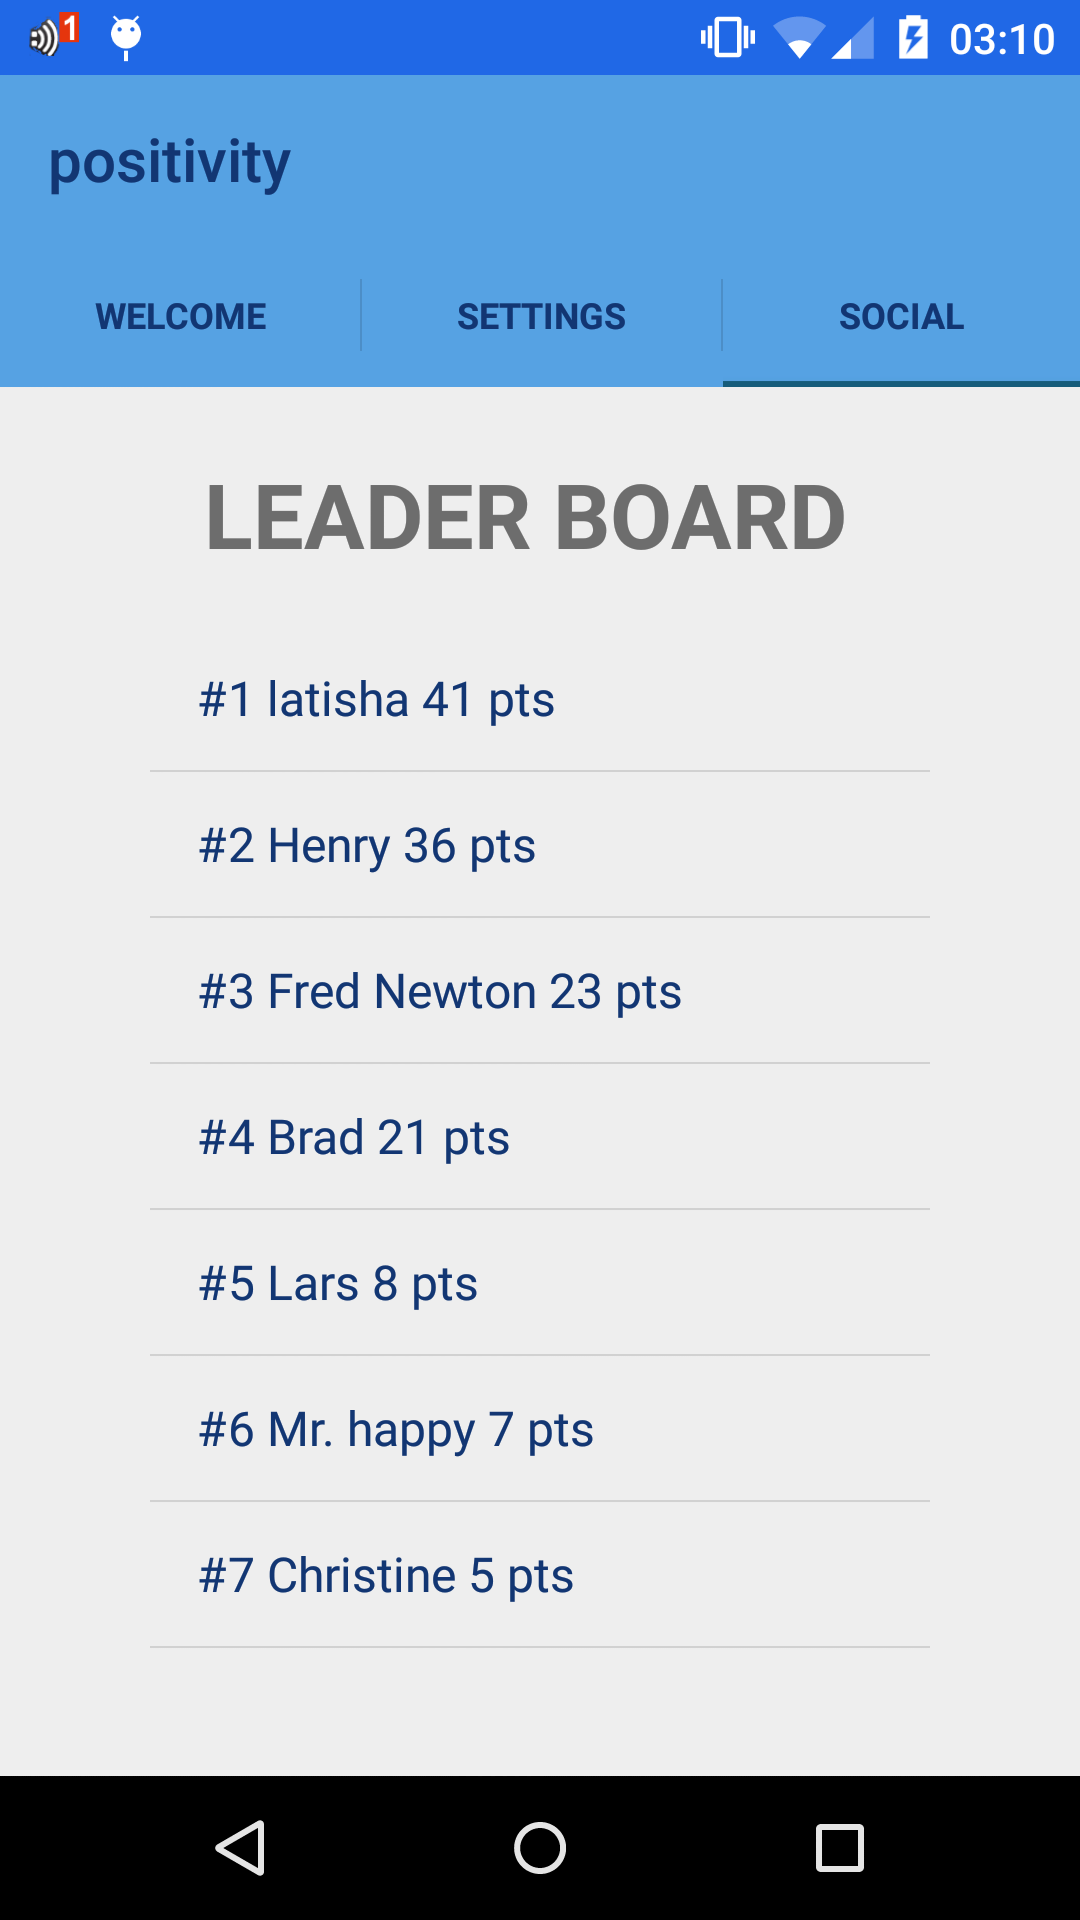 1
03:10
positivity
WELCOME
SETTINGS
SOCIAL
LEADER BOARD
#1 latisha 41 pts
#2 Henry 36 pts
#3 Fred Newton 23 pts
#4 Brad 21 pts
#5 Lars 8 pts
#6 Mr. happy 7 pts
#7 Christine 5 pts